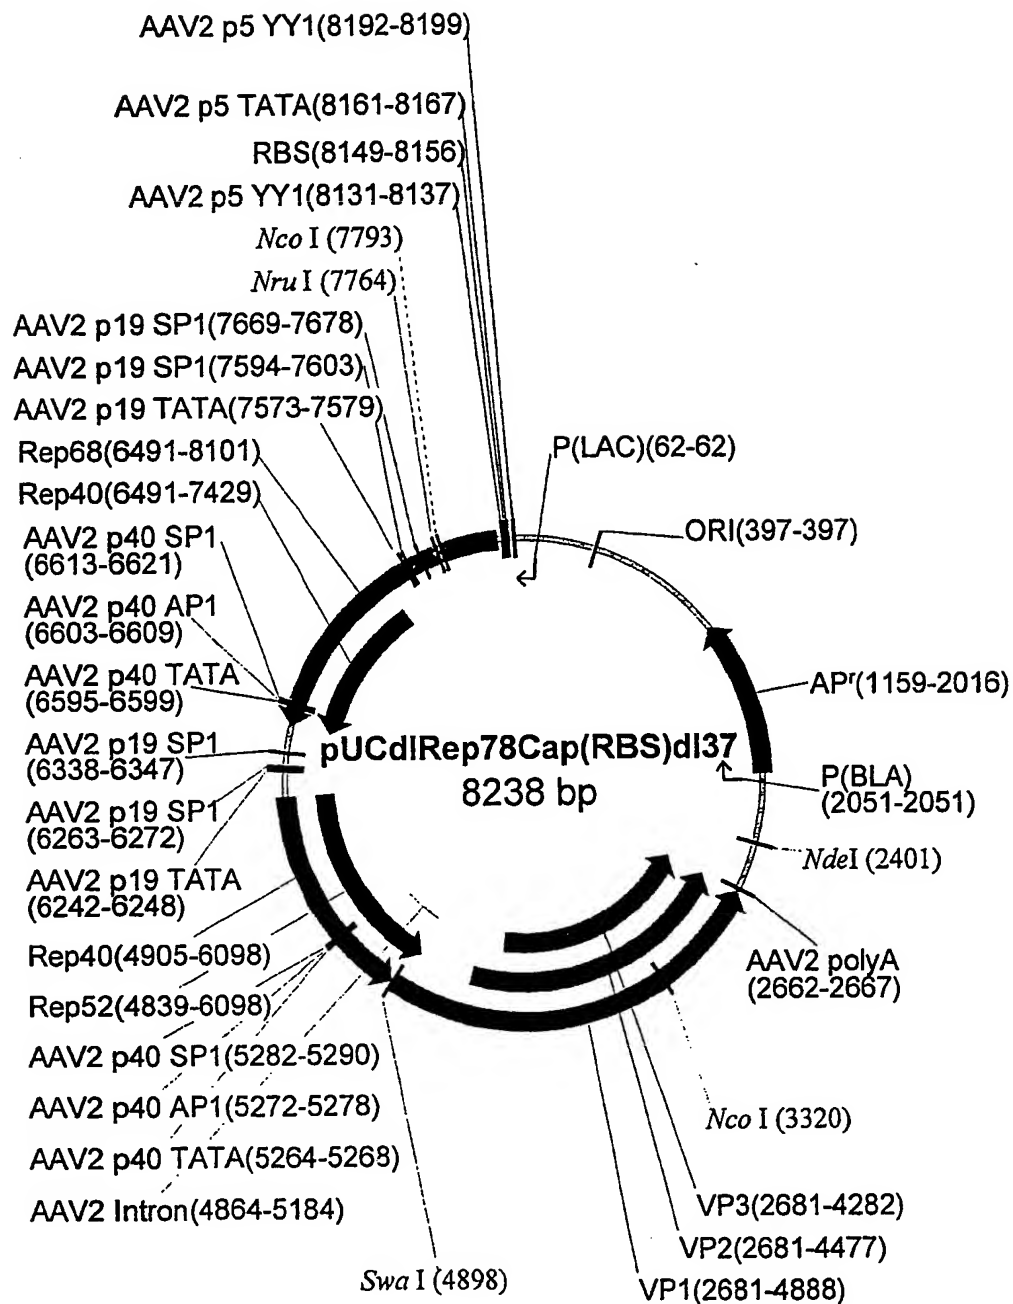 AAV2 p5 YY1(8192-8199)
AAV2 p5 TATA(8161-8167)
RBS(8149-8156)
AAV2 p5 YY1(8131-8137)
Nco I (7793)
Nru I (7764)
AAV2 p19 SP1(7669-7678)
AAV2 p19 SP1(7594-7603)
AAV2 p19 TATA(7573-7579)
Rep68(6491-8101)
Rep40(6491-7429)
AAV2 p40 SP1
(6613-6621)
AAV2 p40 AP1
(6603-6609)
AAV2 p40 TATA
(6595-6599)
AAV2 p19 SP1
(6338-6347)
AAV2 p19 SP1
(6263-6272)
AAV2 p19 TATA
(6242-6248)
Rep40(4905-6098)
Rep52(4839-6098)
AAV2 p40 SP1(5282-5290)
AAV2 p40 AP1(5272-5278)
AAV2 p40 TATA(5264-5268)
AAV2 Intron(4864-5184)
Swa I (4898)
P(LAC)(62-62)
ORI(397-397)
APʳ(1159-2016)
P(BLA)
(2051-2051)
NdeI (2401)
AAV2 polyA
(2662-2667)
Nco I (3320)
VP3(2681-4282)
VP2(2681-4477)
VP1(2681-4888)
pUCdlRep78Cap(RBS)dl37
8238 bp